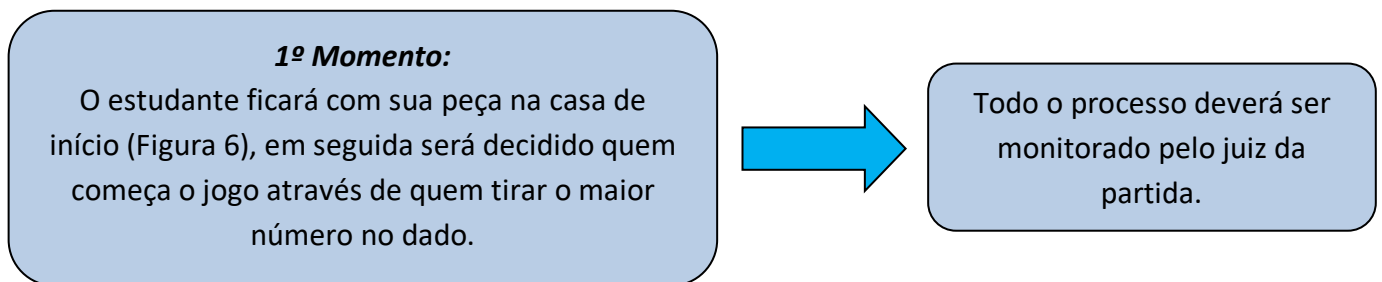 1º Momento:
O estudante ficará com sua peça na casa de
início (Figura 6), em seguida será decidido quem
começa o jogo através de quem tirar o maior
número no dado.
Todo o processo deverá ser
monitorado pelo juiz da
partida.